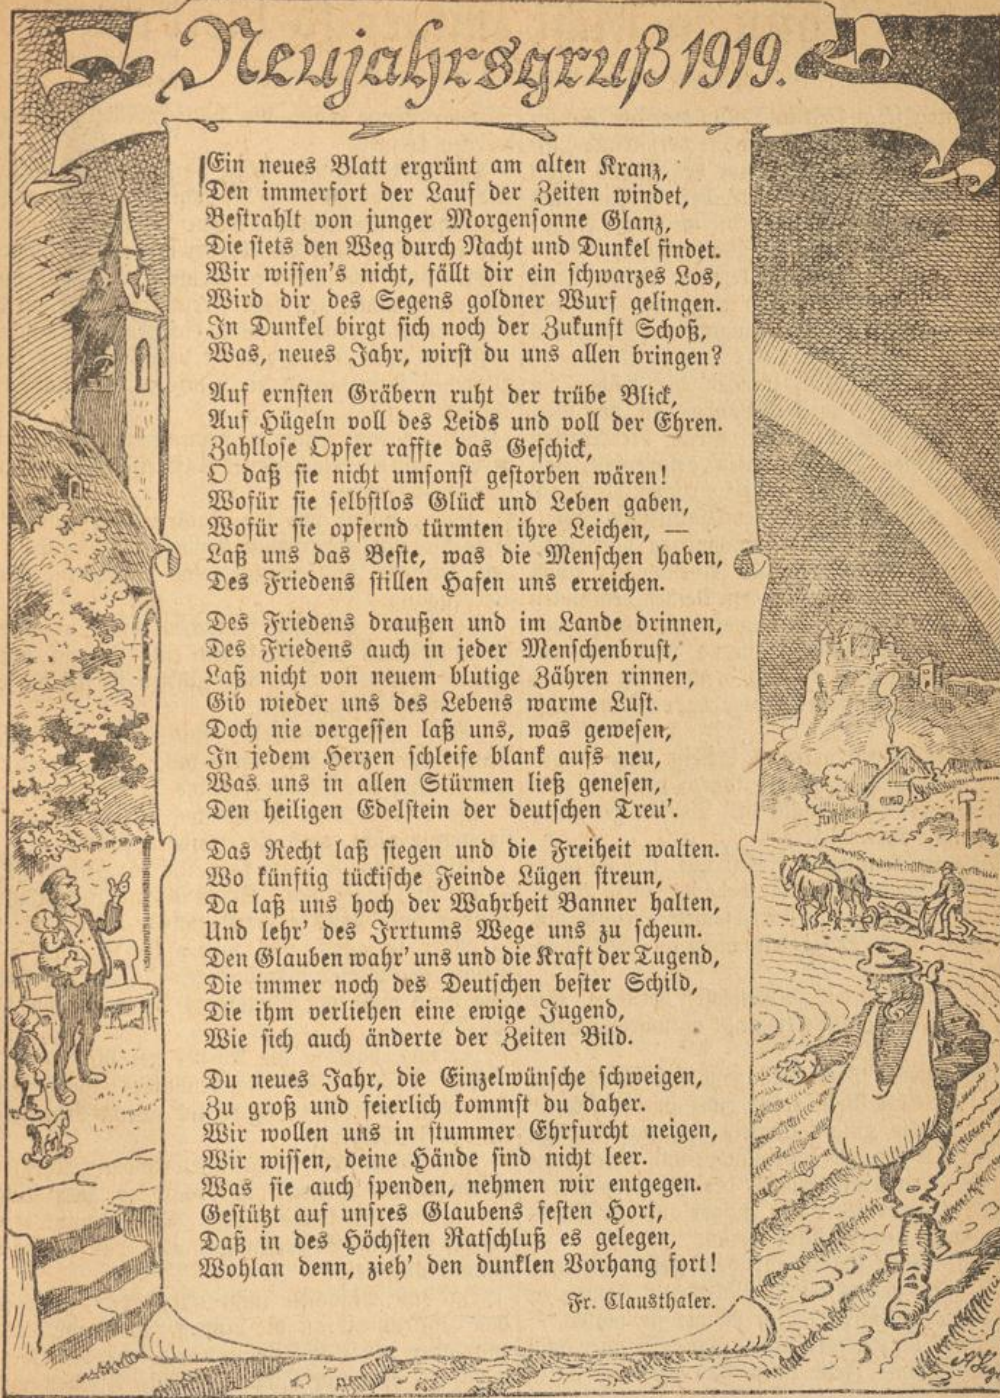 Neujahrsgruß 1919.
Ein neues Blatt ergrünt am alten Kranz,
Den immerfort der Lauf der Zeiten windet,
Bestrahlt von junger Morgensonne Glanz,
Die stets den Weg durch Nacht und Dunkel findet.
Wir wissen's nicht, fällt dir ein schwarzes Los,
Wird dir des Segens goldner Wurf gelingen.
In Dunkel birgt sich noch der Zukunft Schoß,
Was, neues Jahr, wirst du uns allen bringen?
Auf ernsten Gräbern ruht der trübe Blick,
Auf Hügeln voll des Leids und voll der Ehren.
Zahllose Opfer raffte das Geschick,
O daß sie nicht umsonst gestorben wären!
Wofür sie selbstlos Glück und Leben gaben,
Wofür sie opfernd türmten ihre Leichen, —
Laß uns das Beste, was die Menschen haben,
Des Friedens stillen Hafen uns erreichen.
Des Friedens draußen und im Lande drinnen,
Des Friedens auch in jeder Menschenbrust,
Laß nicht von neuem blutige Zähren rinnen,
Gib wieder uns des Lebens warme Lust.
Doch nie vergessen laß uns, was gewesen,
In jedem Herzen schleife blank aufs neu,
Was uns in allen Stürmen ließ genesen,
Den heiligen Edelstein der deutschen Treu'.
Das Recht laß siegen und die Freiheit walten.
Wo künftig tückische Feinde Lügen streun,
Da laß uns hoch der Wahrheit Banner halten,
Und lehr' des Irrtums Wege uns zu scheun.
Den Glauben wahr' uns und die Kraft der Tugend,
Die immer noch des Deutschen bester Schild,
Die ihm verliehen eine ewige Jugend,
Wie sich auch änderte der Zeiten Bild.
Du neues Jahr, die Einzelwünsche schweigen,
Zu groß und feierlich kommst du daher.
Wir wollen uns in stummer Ehrfurcht neigen,
Wir wissen, deine Hände sind nicht leer.
Was sie auch spenden, nehmen wir entgegen.
Gestützt auf unsres Glaubens festen Hort,
Daß in des Höchsten Ratschluß es gelegen,
Wohlan denn, zieh' den dunklen Vorhang fort!
Fr. Clausthaler.